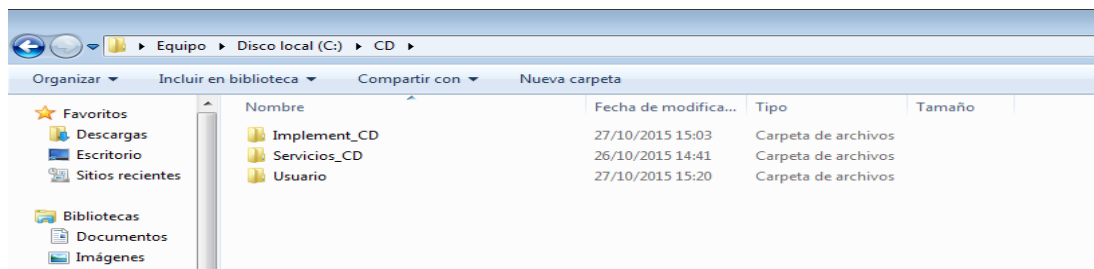 Equipo ▸ Disco local (C:) ▸ CD ▸
Organizar Incluir en biblioteca Compartir con Nueva carpeta
Favoritos
Descargas
Escritorio
Sitios recientes
Bibliotecas
Documentos
Imágenes
Nombre Fecha de modifica... Tipo Tamaño
Implement_CD 27/10/2015 15:03 Carpeta de archivos
Servicios_CD 26/10/2015 14:41 Carpeta de archivos
Usuario 27/10/2015 15:20 Carpeta de archivos